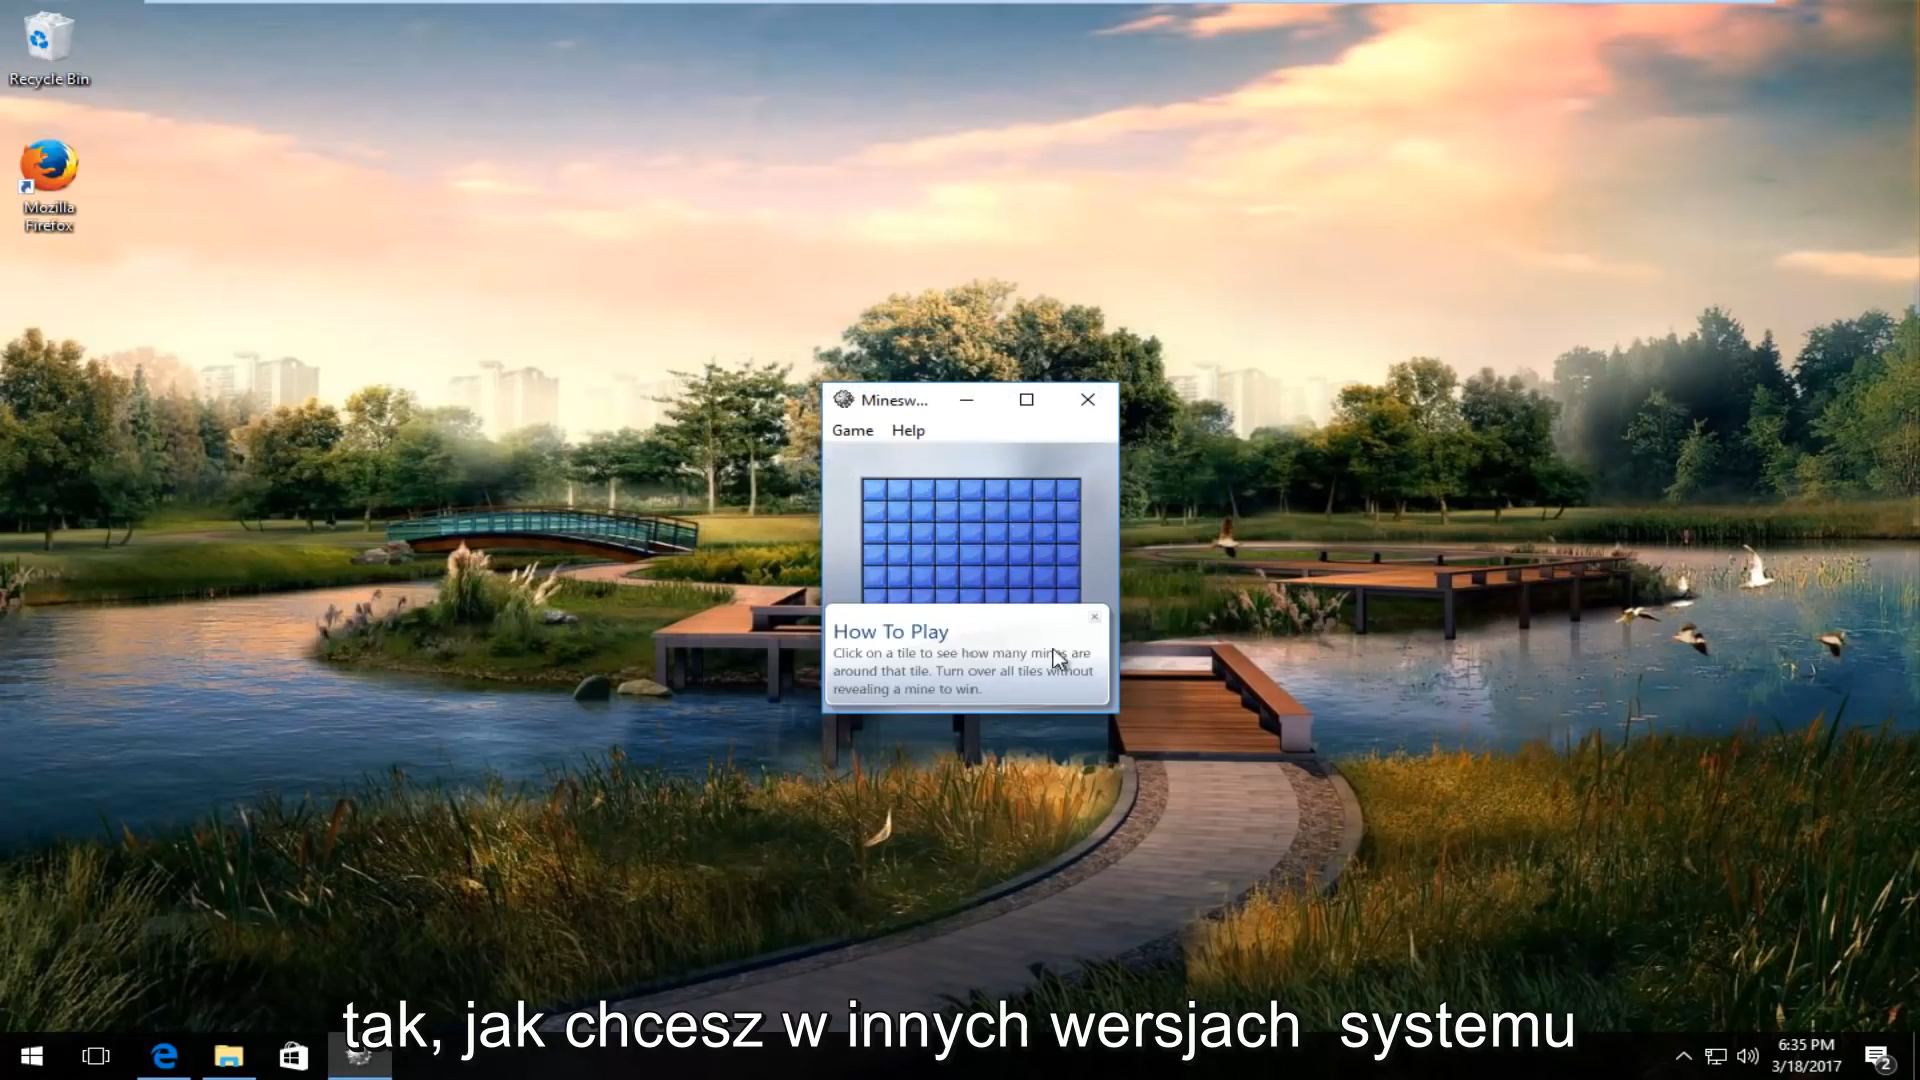 Recycle Bin
Mozilla
Firefox
Minesw...
Game Help
How To Play
Click on a tile to see how many mines are
around that tile. Turn over all tiles without
revealing a mine to win.
tak, jak chcesz w innych wersjach systemu
6:35 PM
3/18/2017
2